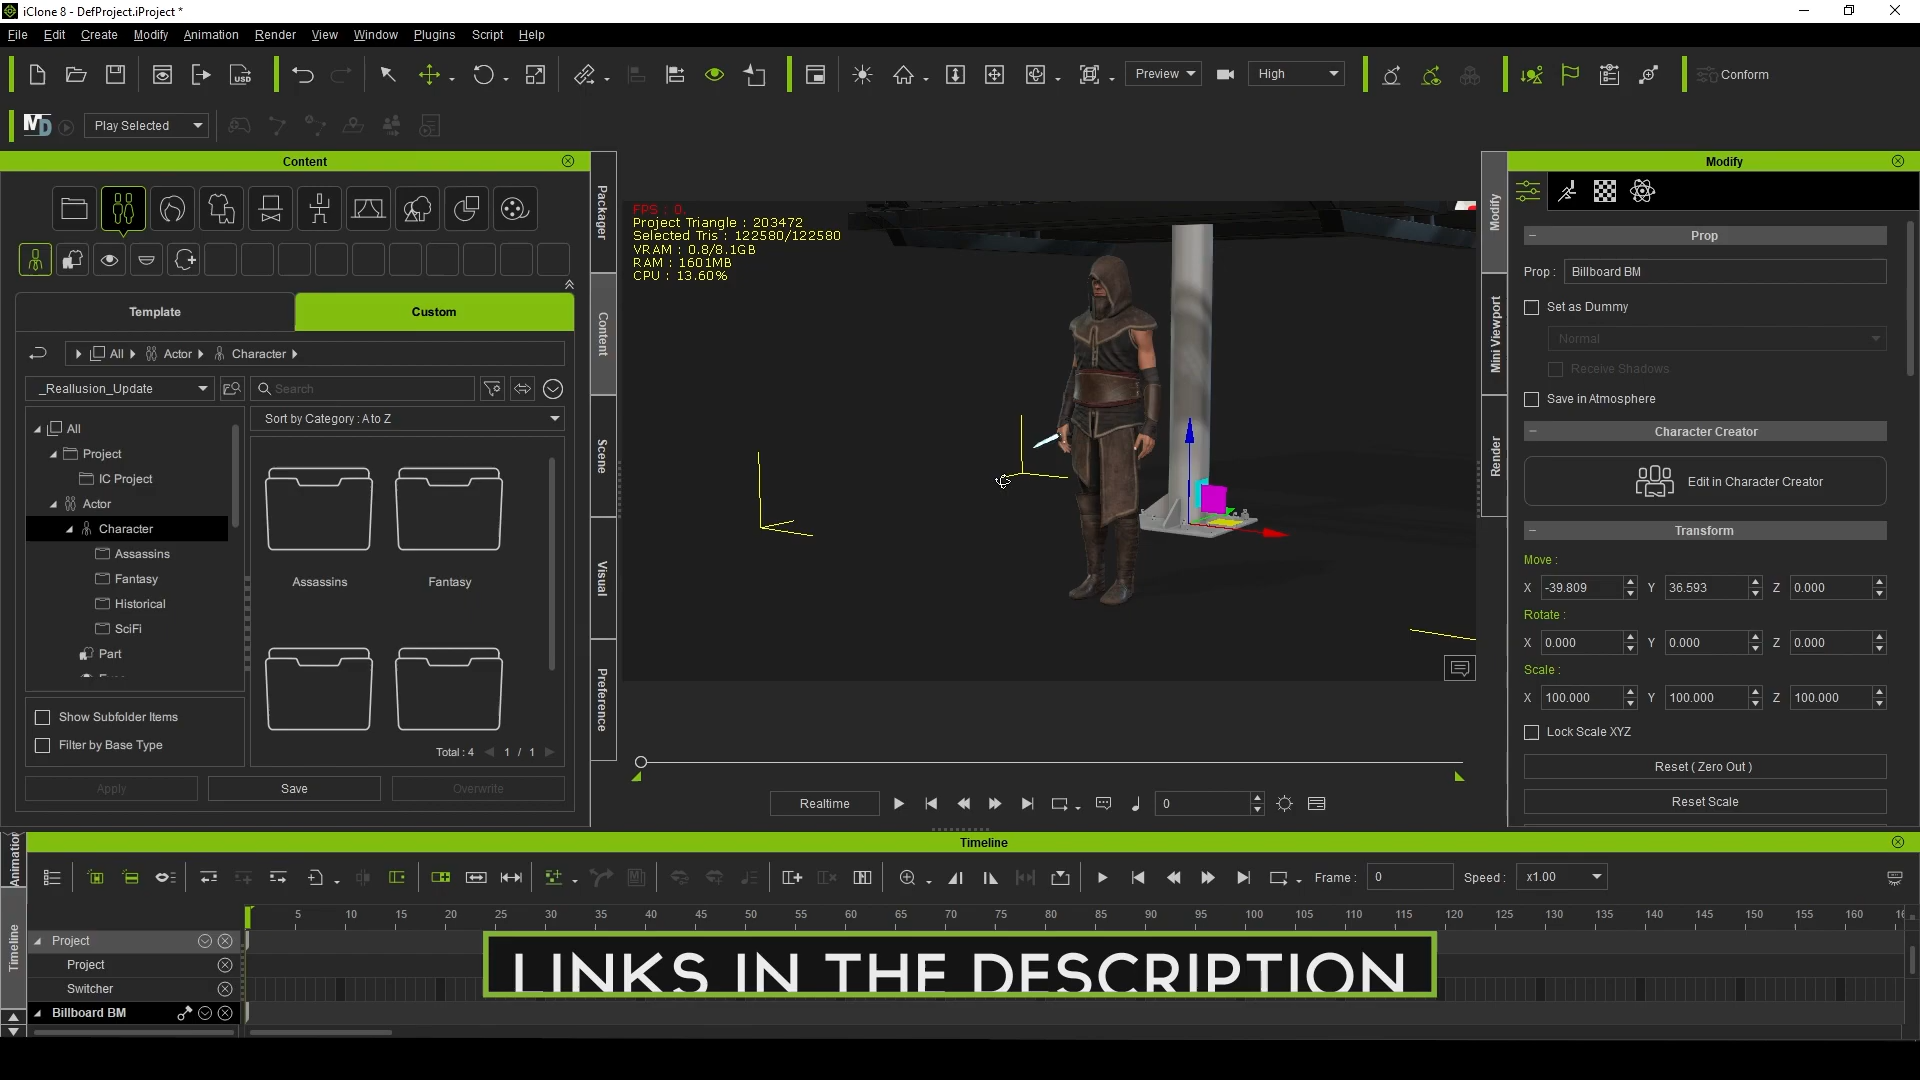 iClone 8 - DefProject.iProject *
File Edit Create Modify Animation Render View Window Plugins Script Help
USD Preview High Conform
MD Play Selected
Content
Modify
Packager
Content
Scene
Visual
Preference
Template Custom
All Actor Character
_Reallusion_Update Search
Sort by Category : A to Z
All
Project
IC Project
Actor
Character
Assassins
Fantasy
Historical
SciFi
Part
Assassins Fantasy
Show Subfolder Items
Filter by Base Type
Total : 4 1 / 1
Apply Save Overwrite
FPS : 0.
Project Triangle : 203472
Selected Tris : 122580/122580
VRAM : 0.8/8.1GB
RAM : 1601MB
CPU : 13.60%
Realtime 0
Modify
Mini Viewport
Render
Prop
Prop : Billboard BM
Set as Dummy
Normal
Receive Shadows
Save in Atmosphere
Character Creator
Edit in Character Creator
Transform
Move :
X -39.809 Y 36.593 Z 0.000
Rotate :
X 0.000 Y 0.000 Z 0.000
Scale :
X 100.000 Y 100.000 Z 100.000
Lock Scale XYZ
Reset ( Zero Out )
Reset Scale
Timeline
Animation
Timeline
Frame : 0 Speed : x1.00
5 10 15 20 25 30 35 40 45 50 55 60 65 70 75 80 85 90 95 100 105 110 115 120 125 130 135 140 145 150 155 160
Project
Project
Switcher
Billboard BM
LINKS IN THE DESCRIPTION